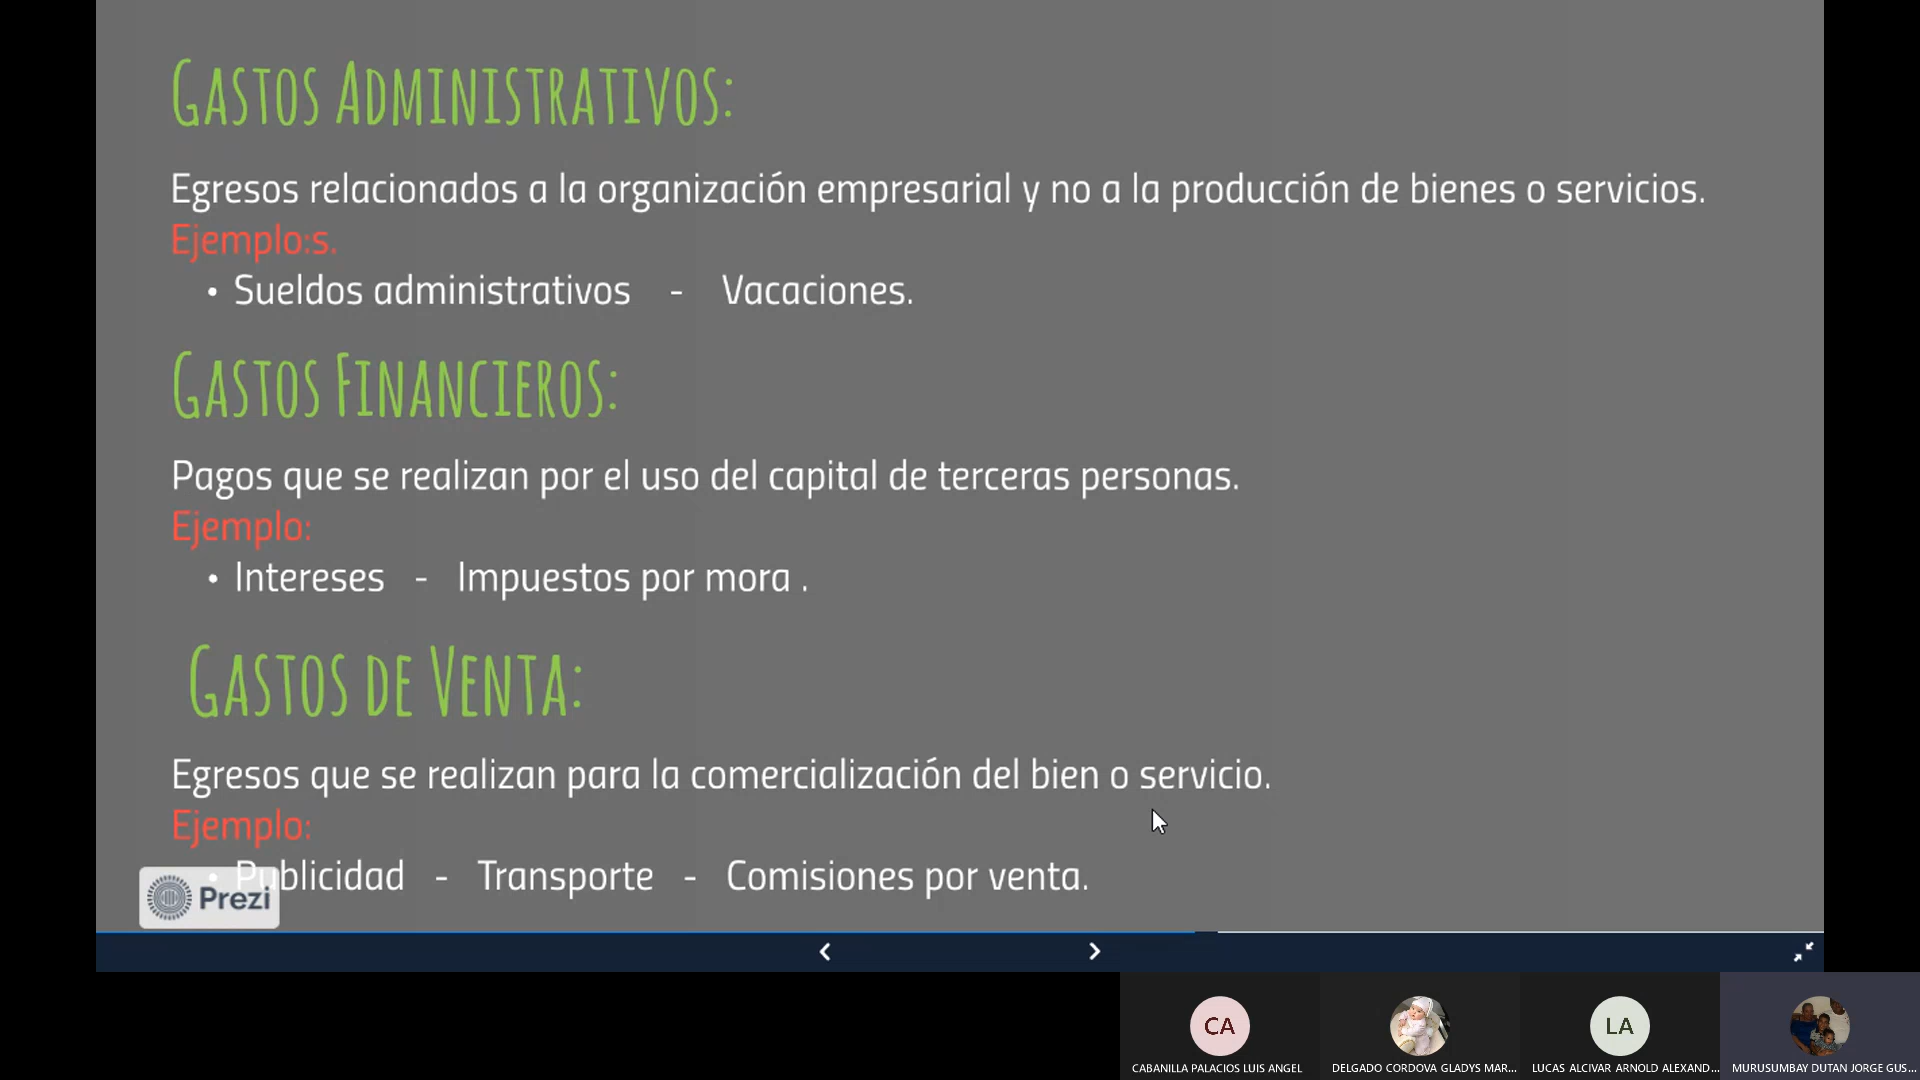 GASTOS ADMINISTRATIVOS:
Egresos relacionados a la organización empresarial y no a la producción de bienes o servicios.
Ejemplo:s.
• Sueldos administrativos - Vacaciones.
GASTOS FINANCIEROS:
Pagos que se realizan por el uso del capital de terceras personas.
Ejemplo:
• Intereses - Impuestos por mora .
GASTOS DE VENTA:
Egresos que se realizan para la comercialización del bien o servicio.
Ejemplo:
• Publicidad - Transporte - Comisiones por venta.
Prezi
CA
LA
CABANILLA PALACIOS LUIS ANGEL
DELGADO CORDOVA GLADYS MAR...
LUCAS ALCIVAR ARNOLD ALEXAND...
MURUSUMBAY DUTAN JORGE GUS...